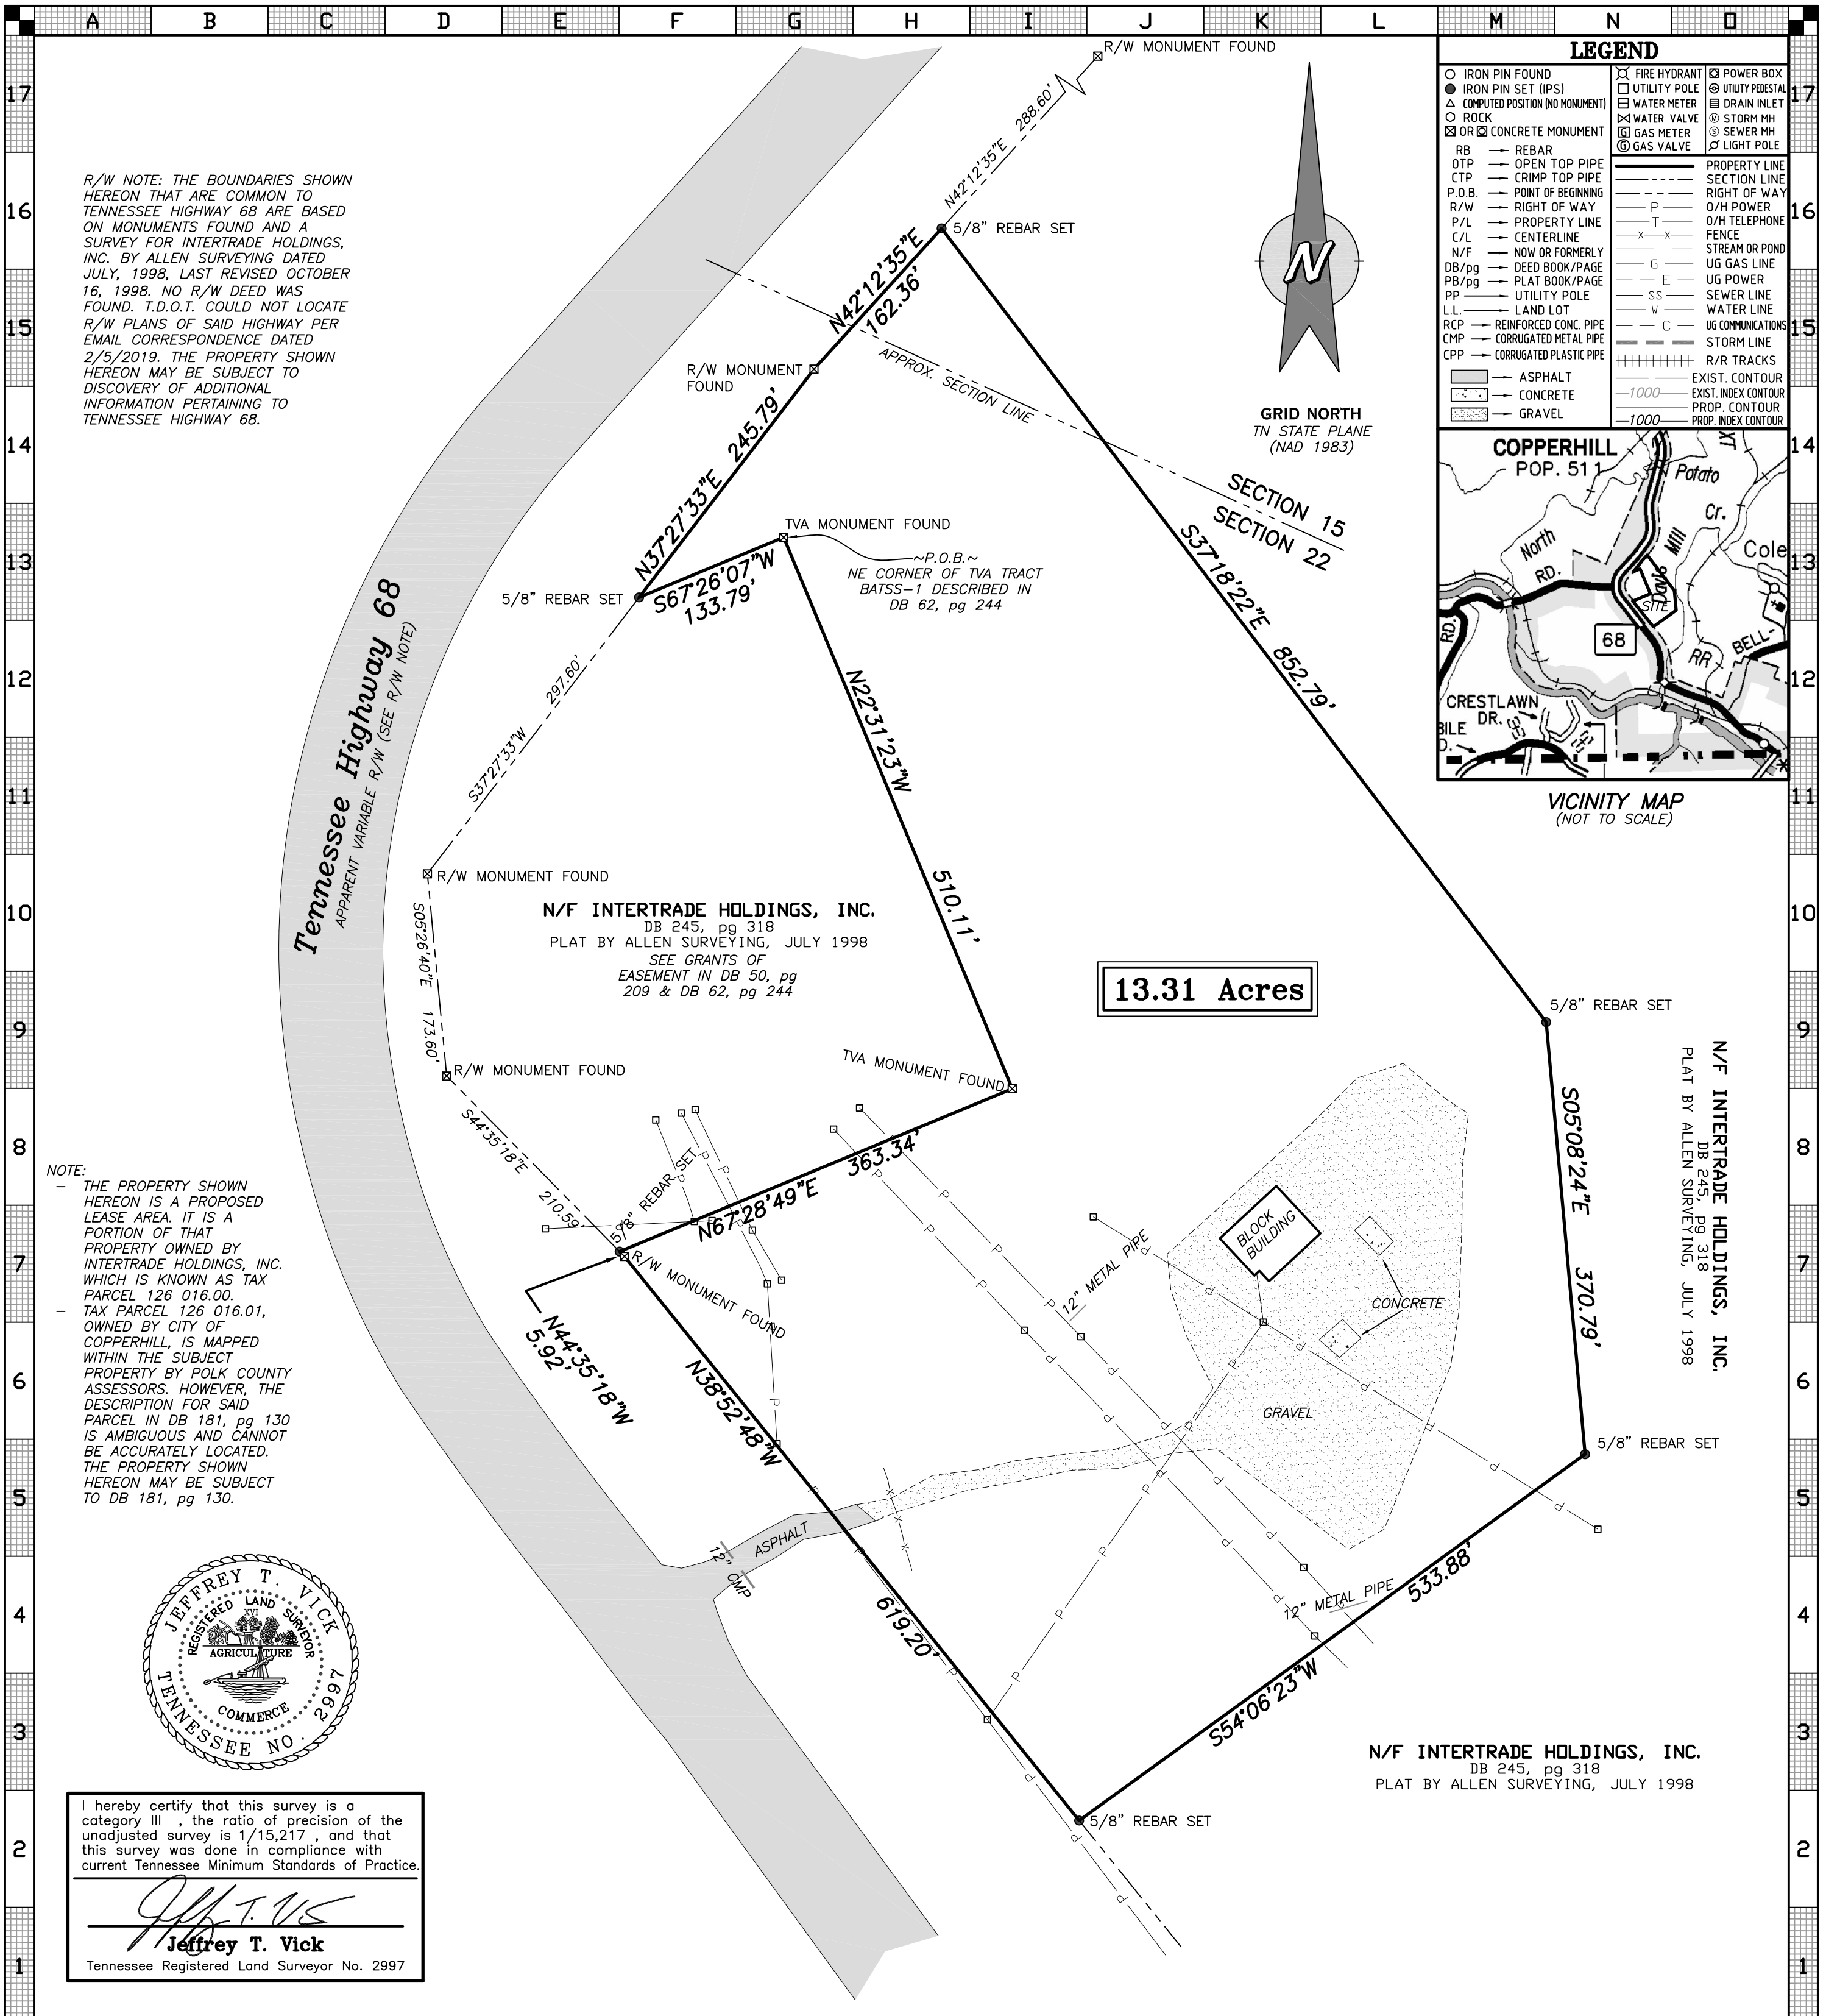 A B C D E F G H I J K L M N O
17
16
15
14
13
12
11
10
9
8
7
6
5
4
3
2
1
R/W NOTE: THE BOUNDARIES SHOWN
HEREON THAT ARE COMMON TO
TENNESSEE HIGHWAY 68 ARE BASED
ON MONUMENTS FOUND AND A
SURVEY FOR INTERTRADE HOLDINGS,
INC. BY ALLEN SURVEYING DATED
JULY, 1998, LAST REVISED OCTOBER
16, 1998. NO R/W DEED WAS
FOUND. T.D.O.T. COULD NOT LOCATE
R/W PLANS OF SAID HIGHWAY PER
EMAIL CORRESPONDENCE DATED
2/5/2019. THE PROPERTY SHOWN
HEREON MAY BE SUBJECT TO
DISCOVERY OF ADDITIONAL
INFORMATION PERTAINING TO
TENNESSEE HIGHWAY 68.
R/W MONUMENT FOUND
N42°12'35"E 288.60'
5/8" REBAR SET
N42°12'35"E
162.36'
APPROX. SECTION LINE
R/W MONUMENT
FOUND
N37°27'33"E 245.79'
TVA MONUMENT FOUND
~P.O.B.~
NE CORNER OF TVA TRACT
BATSS-1 DESCRIBED IN
DB 62, pg 244
S67°26'07"W
133.79'
5/8" REBAR SET
SECTION 15
SECTION 22
S37°18'22"E 852.79'
N
GRID NORTH
TN STATE PLANE
(NAD 1983)
LEGEND
IRON PIN FOUND
IRON PIN SET (IPS)
COMPUTED POSITION (NO MONUMENT)
ROCK
OR CONCRETE MONUMENT
RB REBAR
OTP OPEN TOP PIPE
CTP CRIMP TOP PIPE
P.O.B. POINT OF BEGINNING
R/W RIGHT OF WAY
P/L PROPERTY LINE
C/L CENTERLINE
N/F NOW OR FORMERLY
DB/pg DEED BOOK/PAGE
PB/pg PLAT BOOK/PAGE
PP UTILITY POLE
L.L. LAND LOT
RCP REINFORCED CONC. PIPE
CMP CORRUGATED METAL PIPE
CPP CORRUGATED PLASTIC PIPE
ASPHALT
CONCRETE
GRAVEL
FIRE HYDRANT
UTILITY POLE
WATER METER
WATER VALVE
G GAS METER
G GAS VALVE
POWER BOX
UTILITY PEDESTAL
DRAIN INLET
M STORM MH
S SEWER MH
LIGHT POLE
PROPERTY LINE
SECTION LINE
RIGHT OF WAY
P O/H POWER
T O/H TELEPHONE
X X FENCE
STREAM OR POND
G UG GAS LINE
E UG POWER
SS SEWER LINE
W WATER LINE
C UG COMMUNICATIONS
STORM LINE
R/R TRACKS
EXIST. CONTOUR
1000 EXIST. INDEX CONTOUR
PROP. CONTOUR
1000 PROP. INDEX CONTOUR
COPPERHILL
POP. 511
XT
Potato
Cr.
North
RD.
Mill
Davis
Cole
SITE
RD.
68
RR
BELL-
CRESTLAWN
DR.
BILE
D.
VICINITY MAP
(NOT TO SCALE)
Tennessee Highway 68
APPARENT VARIABLE R/W (SEE R/W NOTE)
S37°27'33"W 297.60'
N22°31'23"W 510.11'
R/W MONUMENT FOUND
S05°26'40"E 173.60'
R/W MONUMENT FOUND
N/F INTERTRADE HOLDINGS, INC.
DB 245, pg 318
PLAT BY ALLEN SURVEYING, JULY 1998
SEE GRANTS OF
EASEMENT IN DB 50, pg
209 & DB 62, pg 244
13.31 Acres
5/8" REBAR SET
TVA MONUMENT FOUND
N/F INTERTRADE HOLDINGS, INC.
DB 245, pg 318
PLAT BY ALLEN SURVEYING, JULY 1998
S05°08'24"E 370.79'
S44°35'18"E 210.59'
5/8" REBAR SET
N67°28'49"E 363.34'
R/W MONUMENT FOUND
N44°35'18"W
5.92'
N38°52'48"W 619.20'
12" METAL PIPE
BLOCK
BUILDING
CONCRETE
GRAVEL
5/8" REBAR SET
ASPHALT
12" CMP
12" METAL PIPE
S54°06'23"W 533.88'
5/8" REBAR SET
N/F INTERTRADE HOLDINGS, INC.
DB 245, pg 318
PLAT BY ALLEN SURVEYING, JULY 1998
NOTE:
- THE PROPERTY SHOWN
HEREON IS A PROPOSED
LEASE AREA. IT IS A
PORTION OF THAT
PROPERTY OWNED BY
INTERTRADE HOLDINGS, INC.
WHICH IS KNOWN AS TAX
PARCEL 126 016.00.
- TAX PARCEL 126 016.01,
OWNED BY CITY OF
COPPERHILL, IS MAPPED
WITHIN THE SUBJECT
PROPERTY BY POLK COUNTY
ASSESSORS. HOWEVER, THE
DESCRIPTION FOR SAID
PARCEL IN DB 181, pg 130
IS AMBIGUOUS AND CANNOT
BE ACCURATELY LOCATED.
THE PROPERTY SHOWN
HEREON MAY BE SUBJECT
TO DB 181, pg 130.
JEFFREY T. VICK
REGISTERED LAND SURVEYOR
XVI
AGRICULTURE
COMMERCE
TENNESSEE NO. 2997
I hereby certify that this survey is a
category III , the ratio of precision of the
unadjusted survey is 1/15,217 , and that
this survey was done in compliance with
current Tennessee Minimum Standards of Practice.
Jeffrey T. Vick
Tennessee Registered Land Surveyor No. 2997